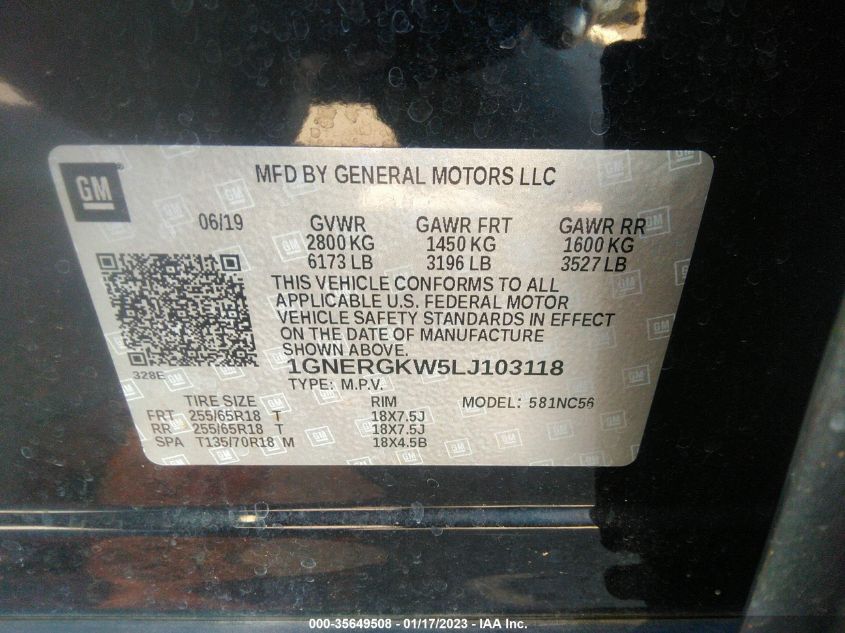 GM
MFD BY GENERAL MOTORS LLC
06/19 GVWR GAWR FRT GAWR RR
2800 KG 1450 KG 1600 KG
6173 LB 3196 LB 3527 LB
THIS VEHICLE CONFORMS TO ALL
APPLICABLE U.S. FEDERAL MOTOR
VEHICLE SAFETY STANDARDS IN EFFECT
ON THE DATE OF MANUFACTURE
SHOWN ABOVE.
328E 1GNERGKW5LJ103118
TYPE: M.P.V.
TIRE SIZE RIM MODEL: 581NC56
FRT 255/65R18 T 18X7.5J
RR 255/65R18 T 18X7.5J
SPA T135/70R18 M 18X4.5B
000-35649508 - 01/17/2023 - IAA Inc.